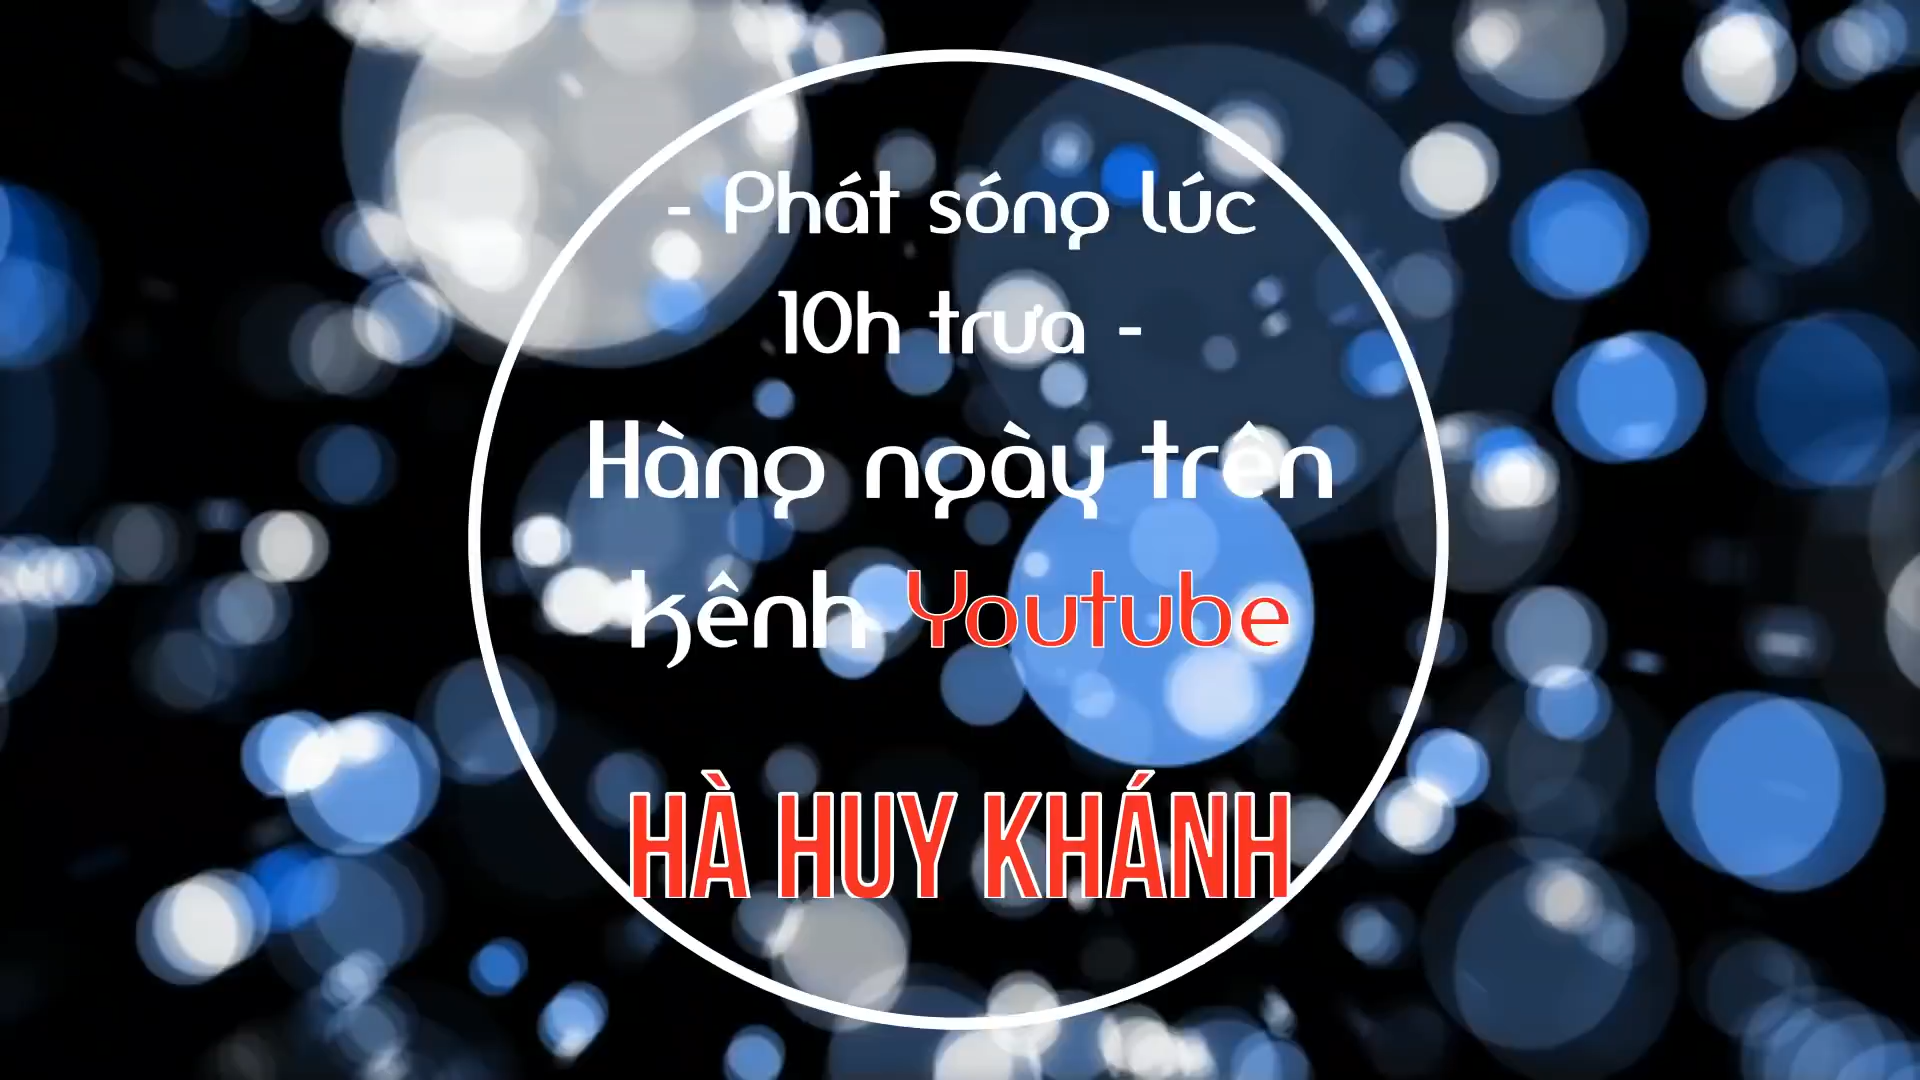 - Phát sóng lúc
10h trưa -
Hàng ngày trên
kênh Youtube
HÀ HUY KHÁNH